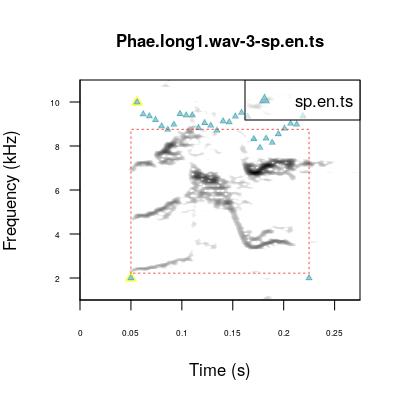 Phae.long1.wav-3-sp.en.ts
sp.en.ts
Frequency (kHz)
10
8
6
4
2
0 0.05 0.1 0.15 0.2 0.25
Time (s)